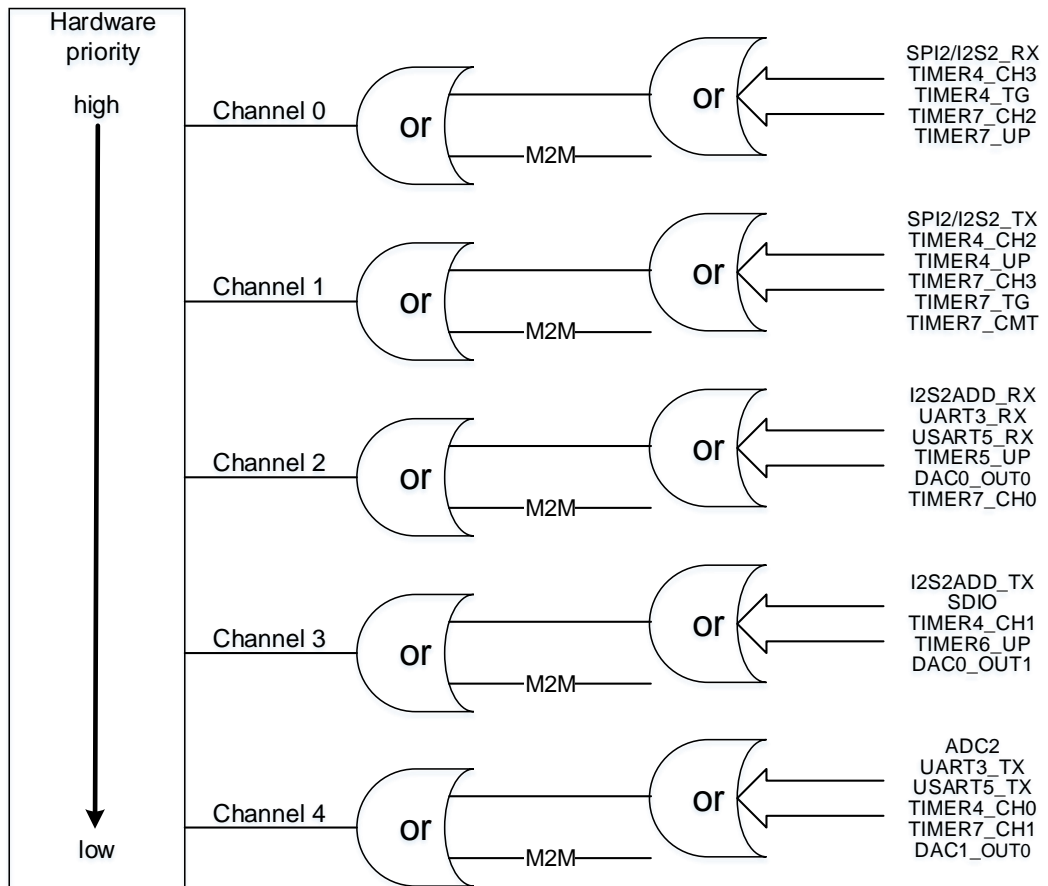 Hardware
priority
high
low
Channel 0
or
M2M
or
SPI2/I2S2_RX
TIMER4_CH3
TIMER4_TG
TIMER7_CH2
TIMER7_UP
Channel 1
or
M2M
or
SPI2/I2S2_TX
TIMER4_CH2
TIMER4_UP
TIMER7_CH3
TIMER7_TG
TIMER7_CMT
Channel 2
or
M2M
or
I2S2ADD_RX
UART3_RX
USART5_RX
TIMER5_UP
DAC0_OUT0
TIMER7_CH0
Channel 3
or
M2M
or
I2S2ADD_TX
SDIO
TIMER4_CH1
TIMER6_UP
DAC0_OUT1
Channel 4
or
M2M
or
ADC2
UART3_TX
USART5_TX
TIMER4_CH0
TIMER7_CH1
DAC1_OUT0